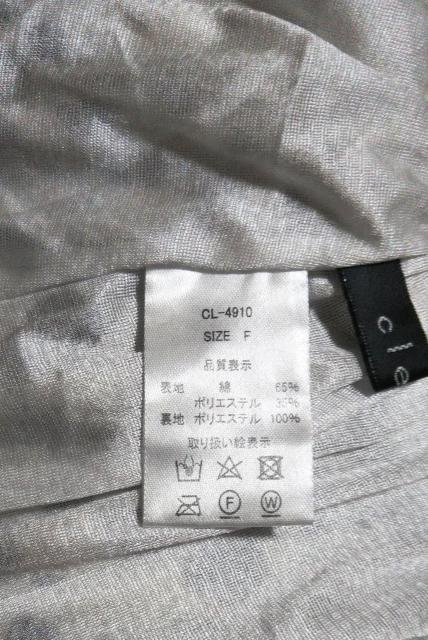 CL-4910
SIZE F
品質表示
表地 綿 65%
ポリエステル 35%
裏地 ポリエステル 100%
取り扱い絵表示
F W